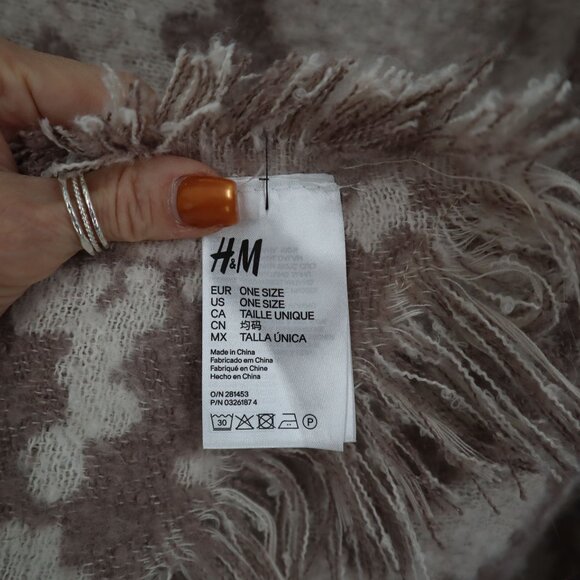 H&M
EUR ONE SIZE
US ONE SIZE
CA TAILLE UNIQUE
CN 均码
MX TALLA ÚNICA
Made in China
Fabricado em China
Fabriqué en China
Hecho en China
O/N 281453
P/N 0326187 4
30
P